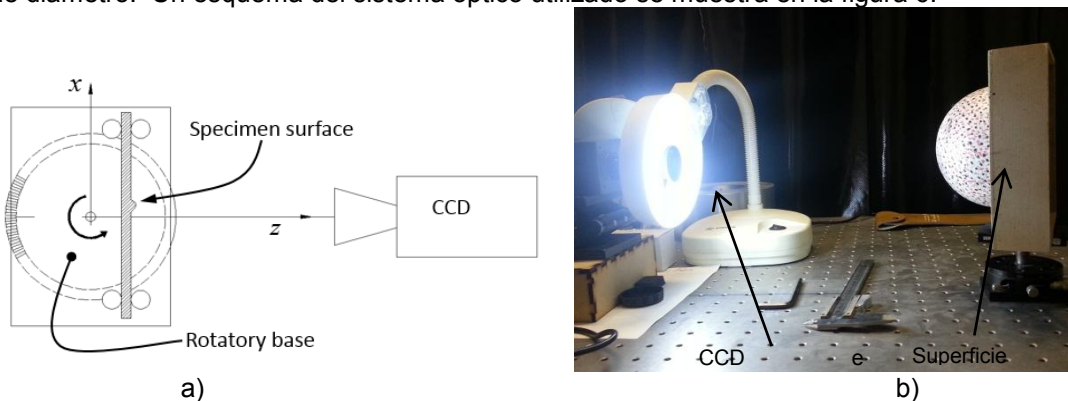 de diámetro. Un esquema del sistema óptico utilizado se muestra en la figura
x
Specimen surface
z
CCD
Rotatory base
a)
CCD
e
Superficie
b)